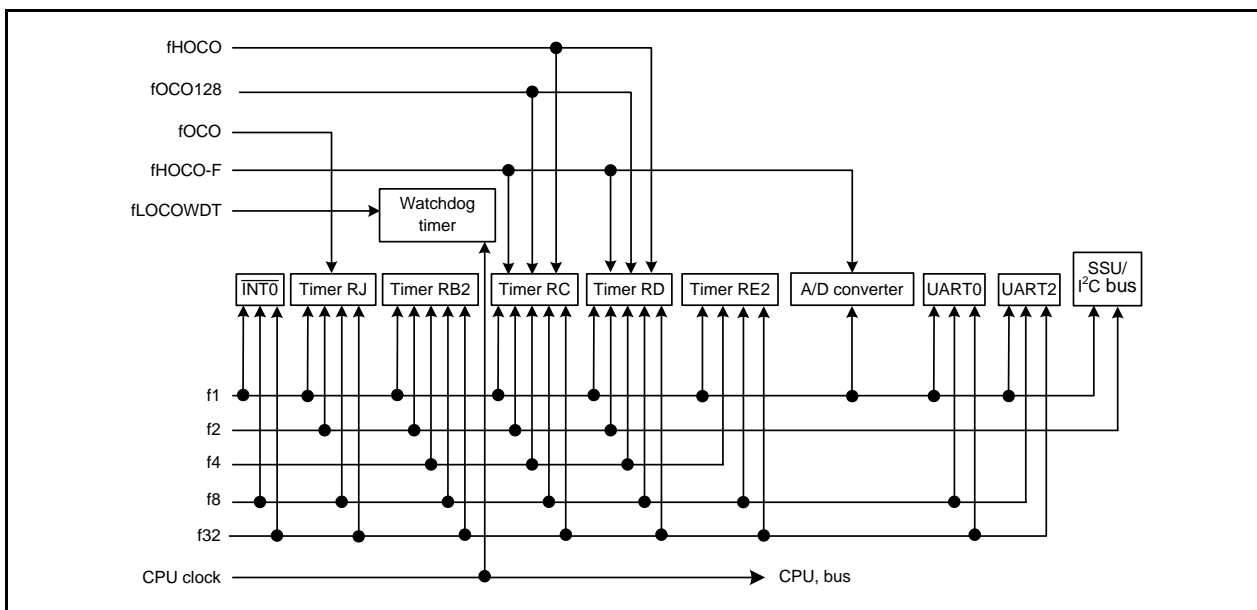 fHOCO
fOCO128
fOCO
fHOCO-F
fLOCOWDT
Watchdog
timer
INT0
Timer RJ
Timer RB2
Timer RC
Timer RD
Timer RE2
A/D converter
UART0
UART2
SSU/
I²C bus
f1
f2
f4
f8
f32
CPU clock
CPU, bus